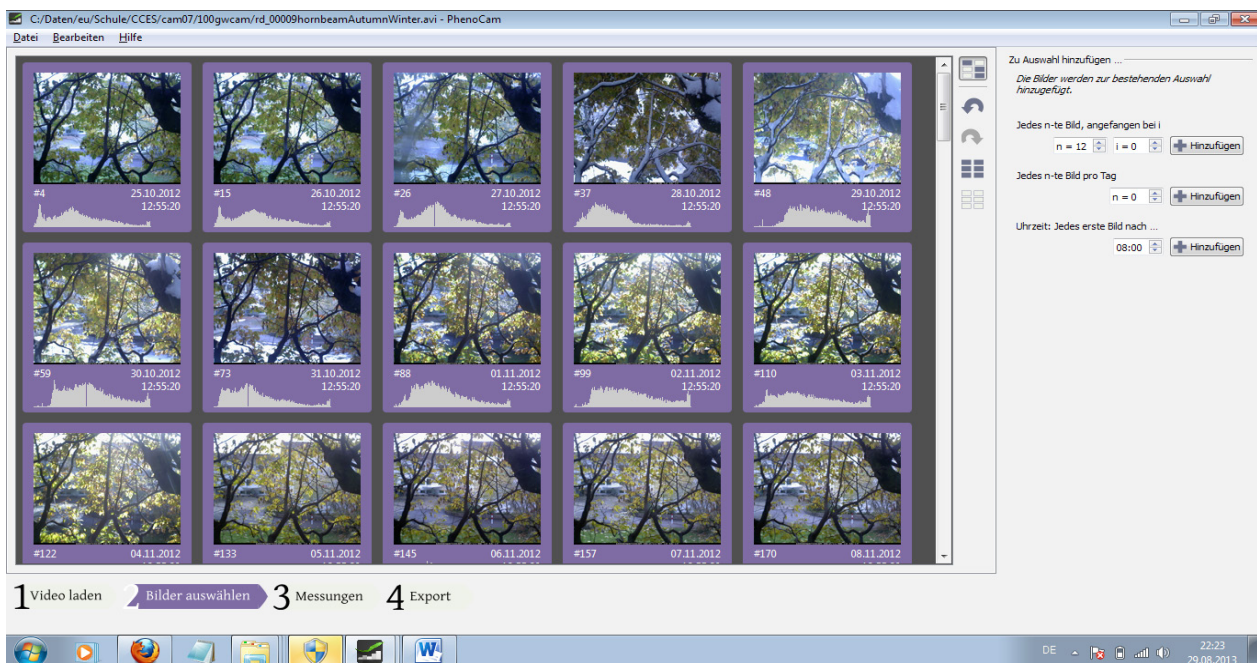 C:/Daten/eu/Schule/CCES/cam07/100gwcam/rd_00009hornbeamAutumnWinter.avi - PhenoCam
Datei Bearbeiten Hilfe
#4 25.10.2012
12:55:20
#15 26.10.2012
12:55:20
#26 27.10.2012
12:55:20
#37 28.10.2012
12:55:20
#48 29.10.2012
12:55:20
#59 30.10.2012
12:55:20
#73 31.10.2012
12:55:20
#88 01.11.2012
12:55:20
#99 02.11.2012
12:55:20
#110 03.11.2012
12:55:20
#122 04.11.2012
#133 05.11.2012
#145 06.11.2012
#157 07.11.2012
#170 08.11.2012
Zu Auswahl hinzufügen ...
Die Bilder werden zur bestehenden Auswahl
hinzugefügt.
Jedes n-te Bild, angefangen bei i
n = 12 i = 0 Hinzufügen
Jedes n-te Bild pro Tag
n = 0 Hinzufügen
Uhrzeit: Jedes erste Bild nach ...
08:00 Hinzufügen
1 Video laden 2 Bilder auswählen 3 Messungen 4 Export
DE 22:23
29.08.2013